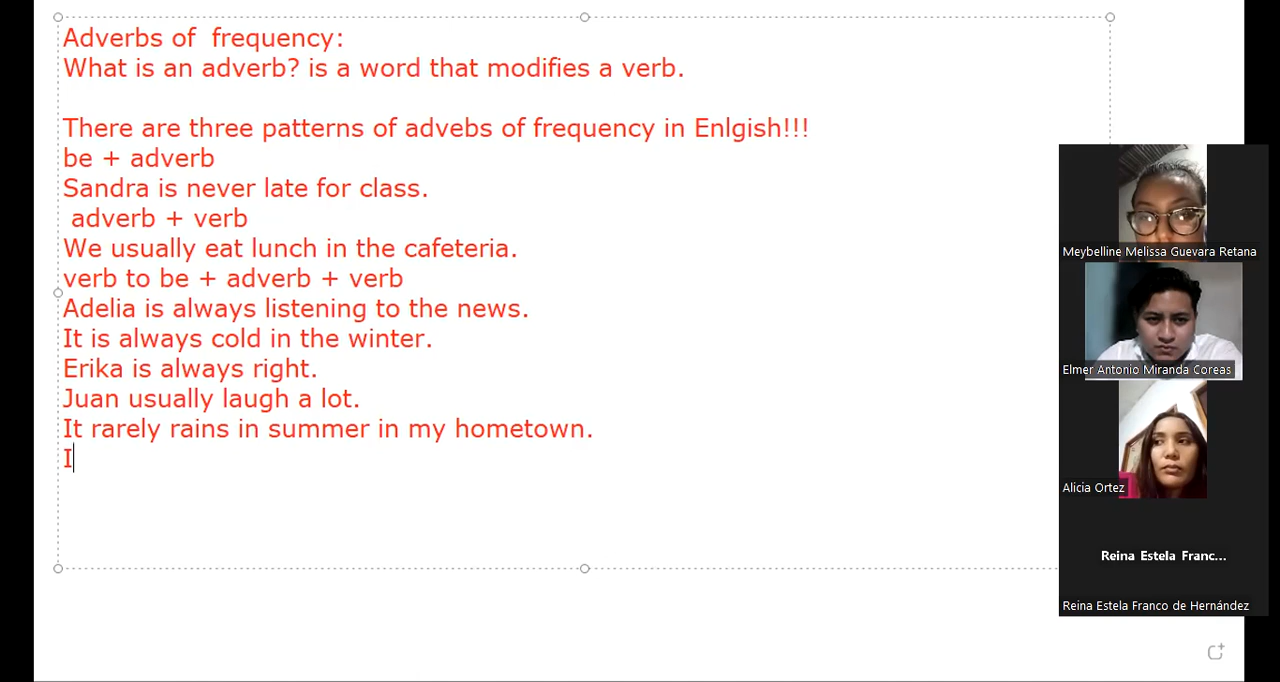 Adverbs of  frequency:
What is an adverb? is a word that modifies a verb.
There are three patterns of advebs of frequency in Enlgish!!!
be + adverb
Sandra is never late for class.
adverb + verb
We usually eat lunch in the cafeteria.
verb to be + adverb + verb
Adelia is always listening to the news.
It is always cold in the winter.
Erika is always right.
Juan usually laugh a lot.
It rarely rains in summer in my hometown.
I
Meybelline Melissa Guevara Retana
Elmer Antonio Miranda Coreas
Alicia Ortez
Reina Estela Franc...
Reina Estela Franco de Hernández